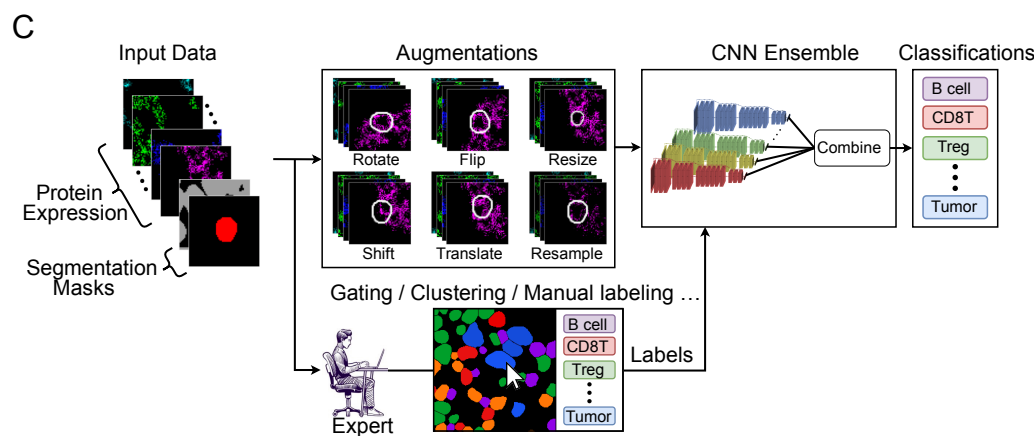 C
Input Data
Augmentations
CNN Ensemble
Classifications
Protein
Expression
Segmentation
Masks
Rotate
Flip
Resize
Shift
Translate
Resample
Combine
B cell
CD8T
Treg
Tumor
Gating / Clustering / Manual labeling ...
Expert
B cell
CD8T
Treg
Tumor
Labels